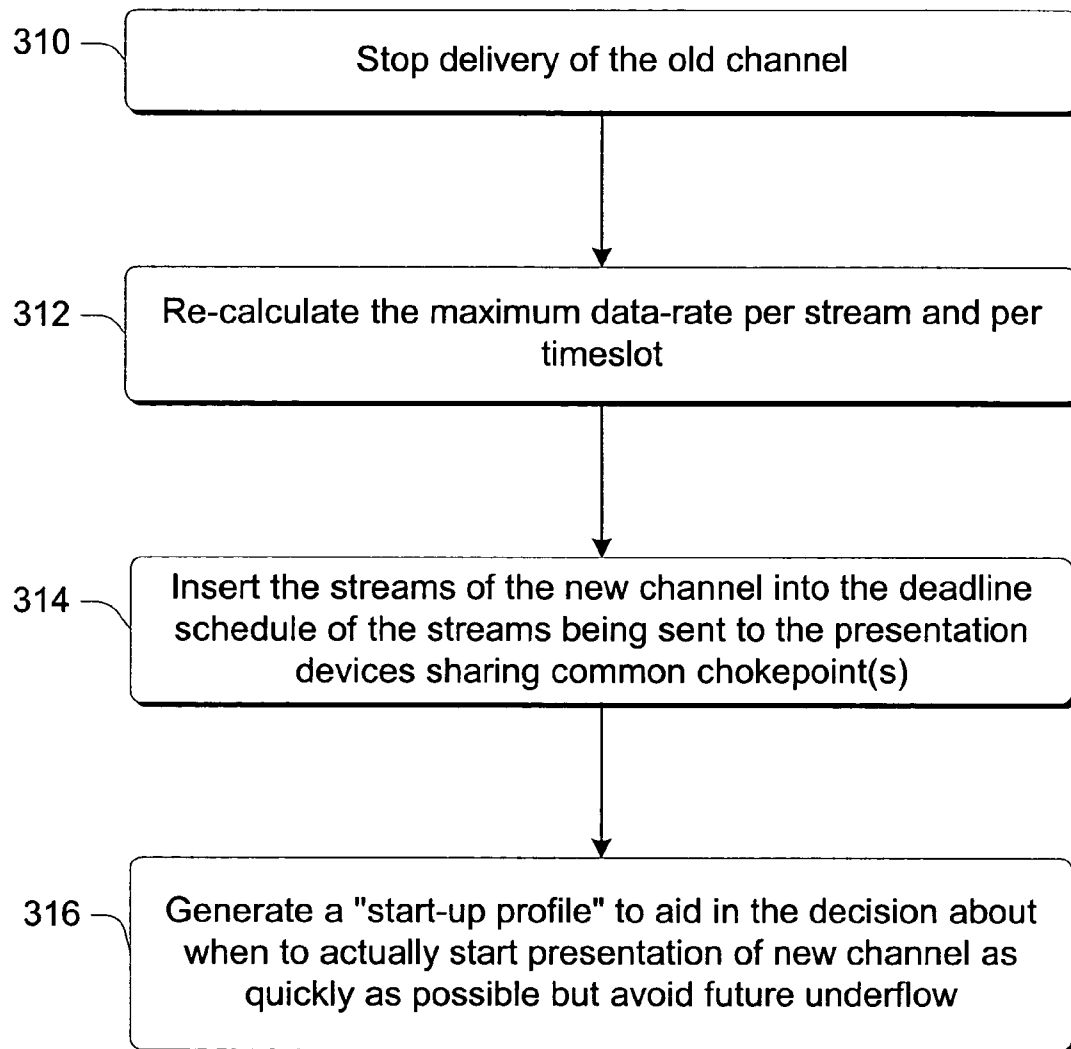 310
Stop delivery of the old channel
312
Re-calculate the maximum data-rate per stream and per
timeslot
314
Insert the streams of the new channel into the deadline
schedule of the streams being sent to the presentation
devices sharing common chokepoint(s)
316
Generate a "start-up profile" to aid in the decision about
when to actually start presentation of new channel as
quickly as possible but avoid future underflow